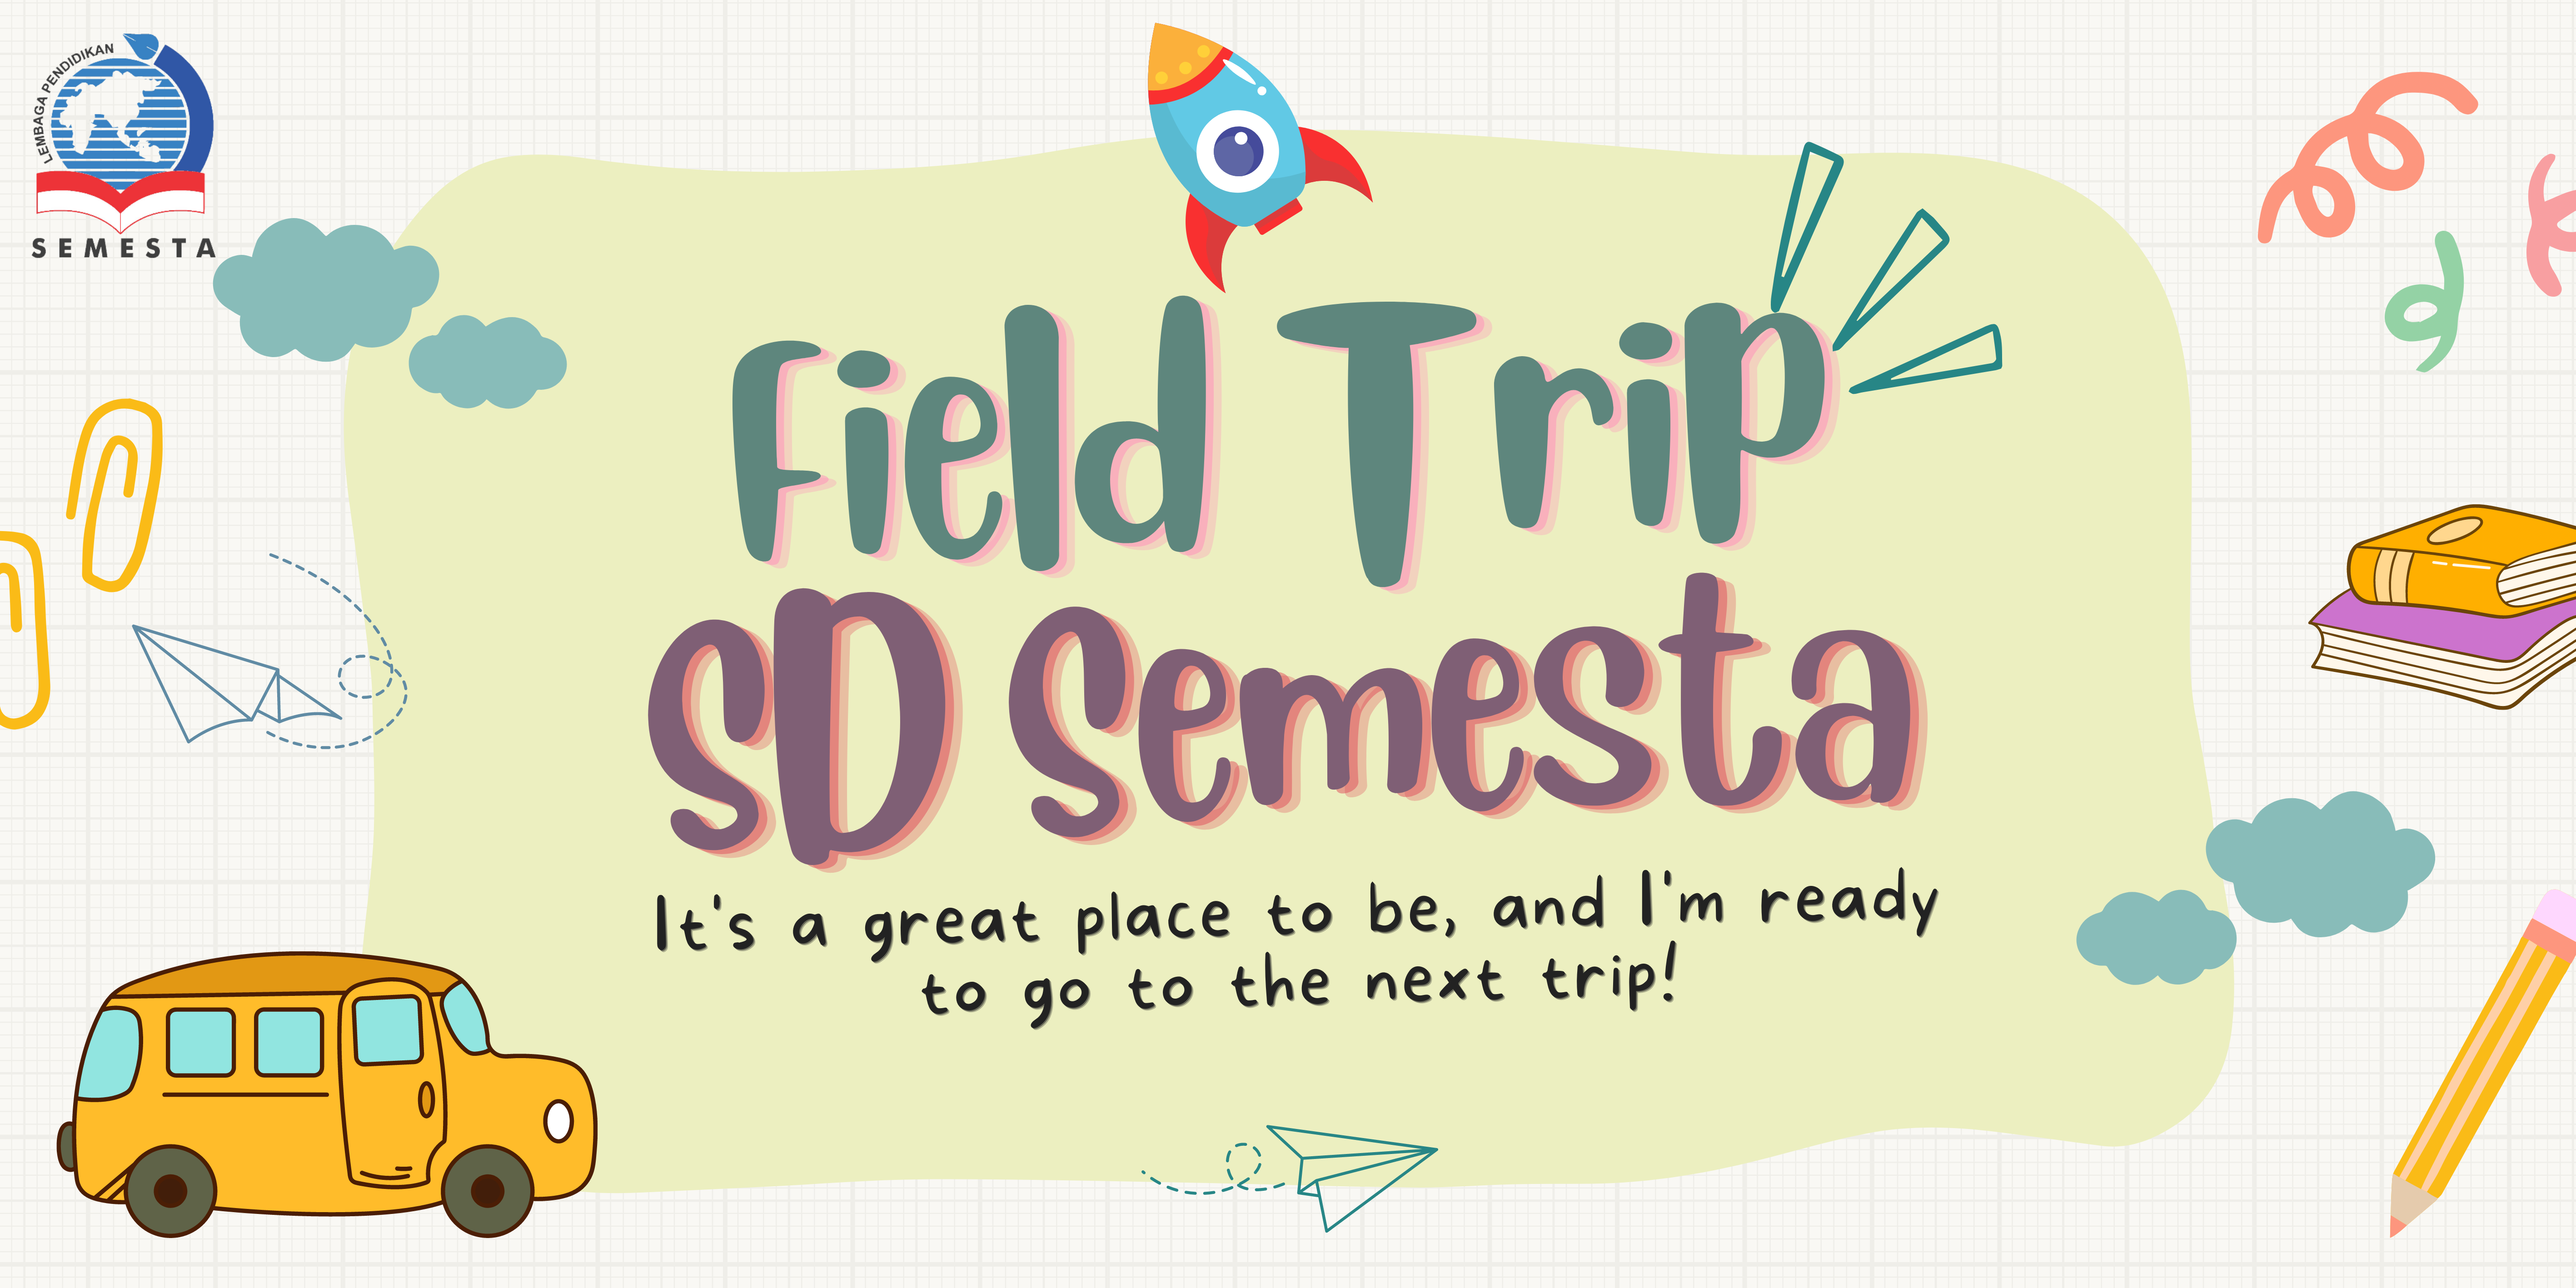 LEMBAGA PENDIDIKAN
SEMESTA
Field Trip
SD Semesta
It's a great place to be, and I'm ready
to go to the next trip!